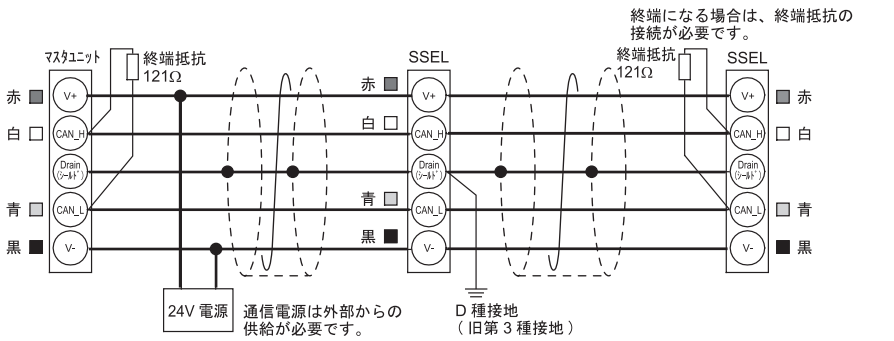 終端になる場合は、終端抵抗の
接続が必要です。
マスタユニット
終端抵抗
121Ω
SSEL
終端抵抗
121Ω
SSEL
赤
V+
赤
V+
V+
赤
白
CAN_H
白
CAN_H
CAN_H
白
Drain
(シールド)
Drain
(シールド)
Drain
(シールド)
青
CAN_L
青
CAN_L
CAN_L
青
黒
V-
黒
V-
V-
黒
24V 電源
通信電源は外部からの
供給が必要です。
D 種接地
( 旧第 3 種接地 )